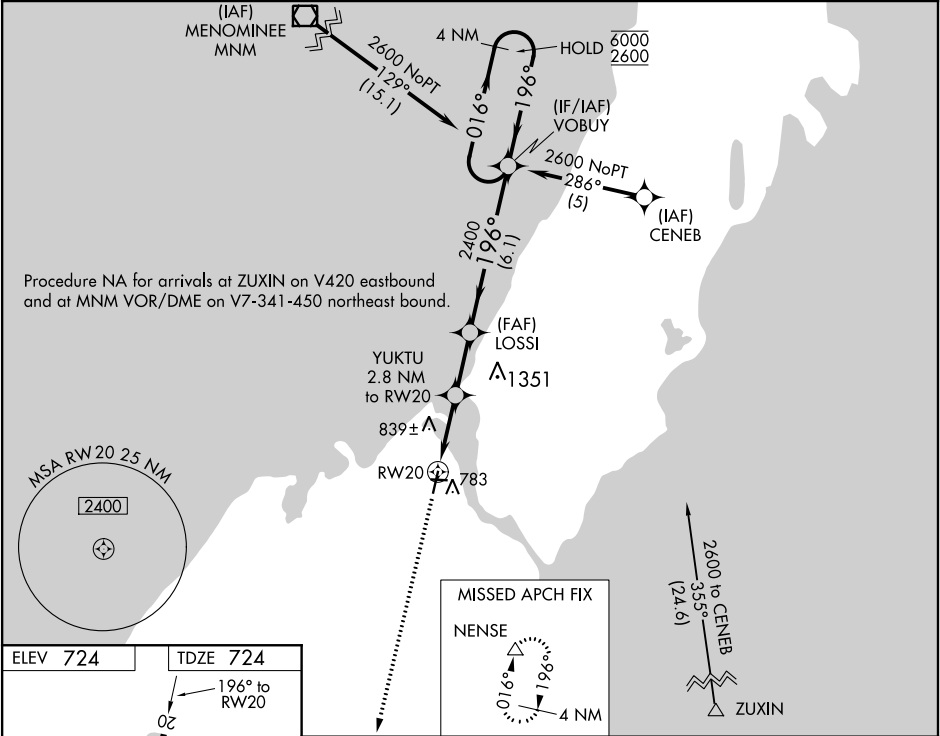 (IAF)
MENOMINEE
MNM
2600 NoPT
129°
(15.1)
4 NM
HOLD
6000
2600
016°
196°
(IF/IAF)
VOBUY
2600 NoPT
286°
(5)
(IAF)
CENEB
2400
196°
(6.1)
Procedure NA for arrivals at ZUXIN on V420 eastbound
and at MNM VOR/DME on V7-341-450 northeast bound.
(FAF)
LOSSI
YUKTU
2.8 NM
to RW20
1351
839±
RW20
783
MSA RW20 25 NM
2400
2600 to CENEB
355°
(24.6)
ZUXIN
MISSED APCH FIX
NENSE
016°
196°
4 NM
ELEV 724
TDZE 724
196° to
RW20
20